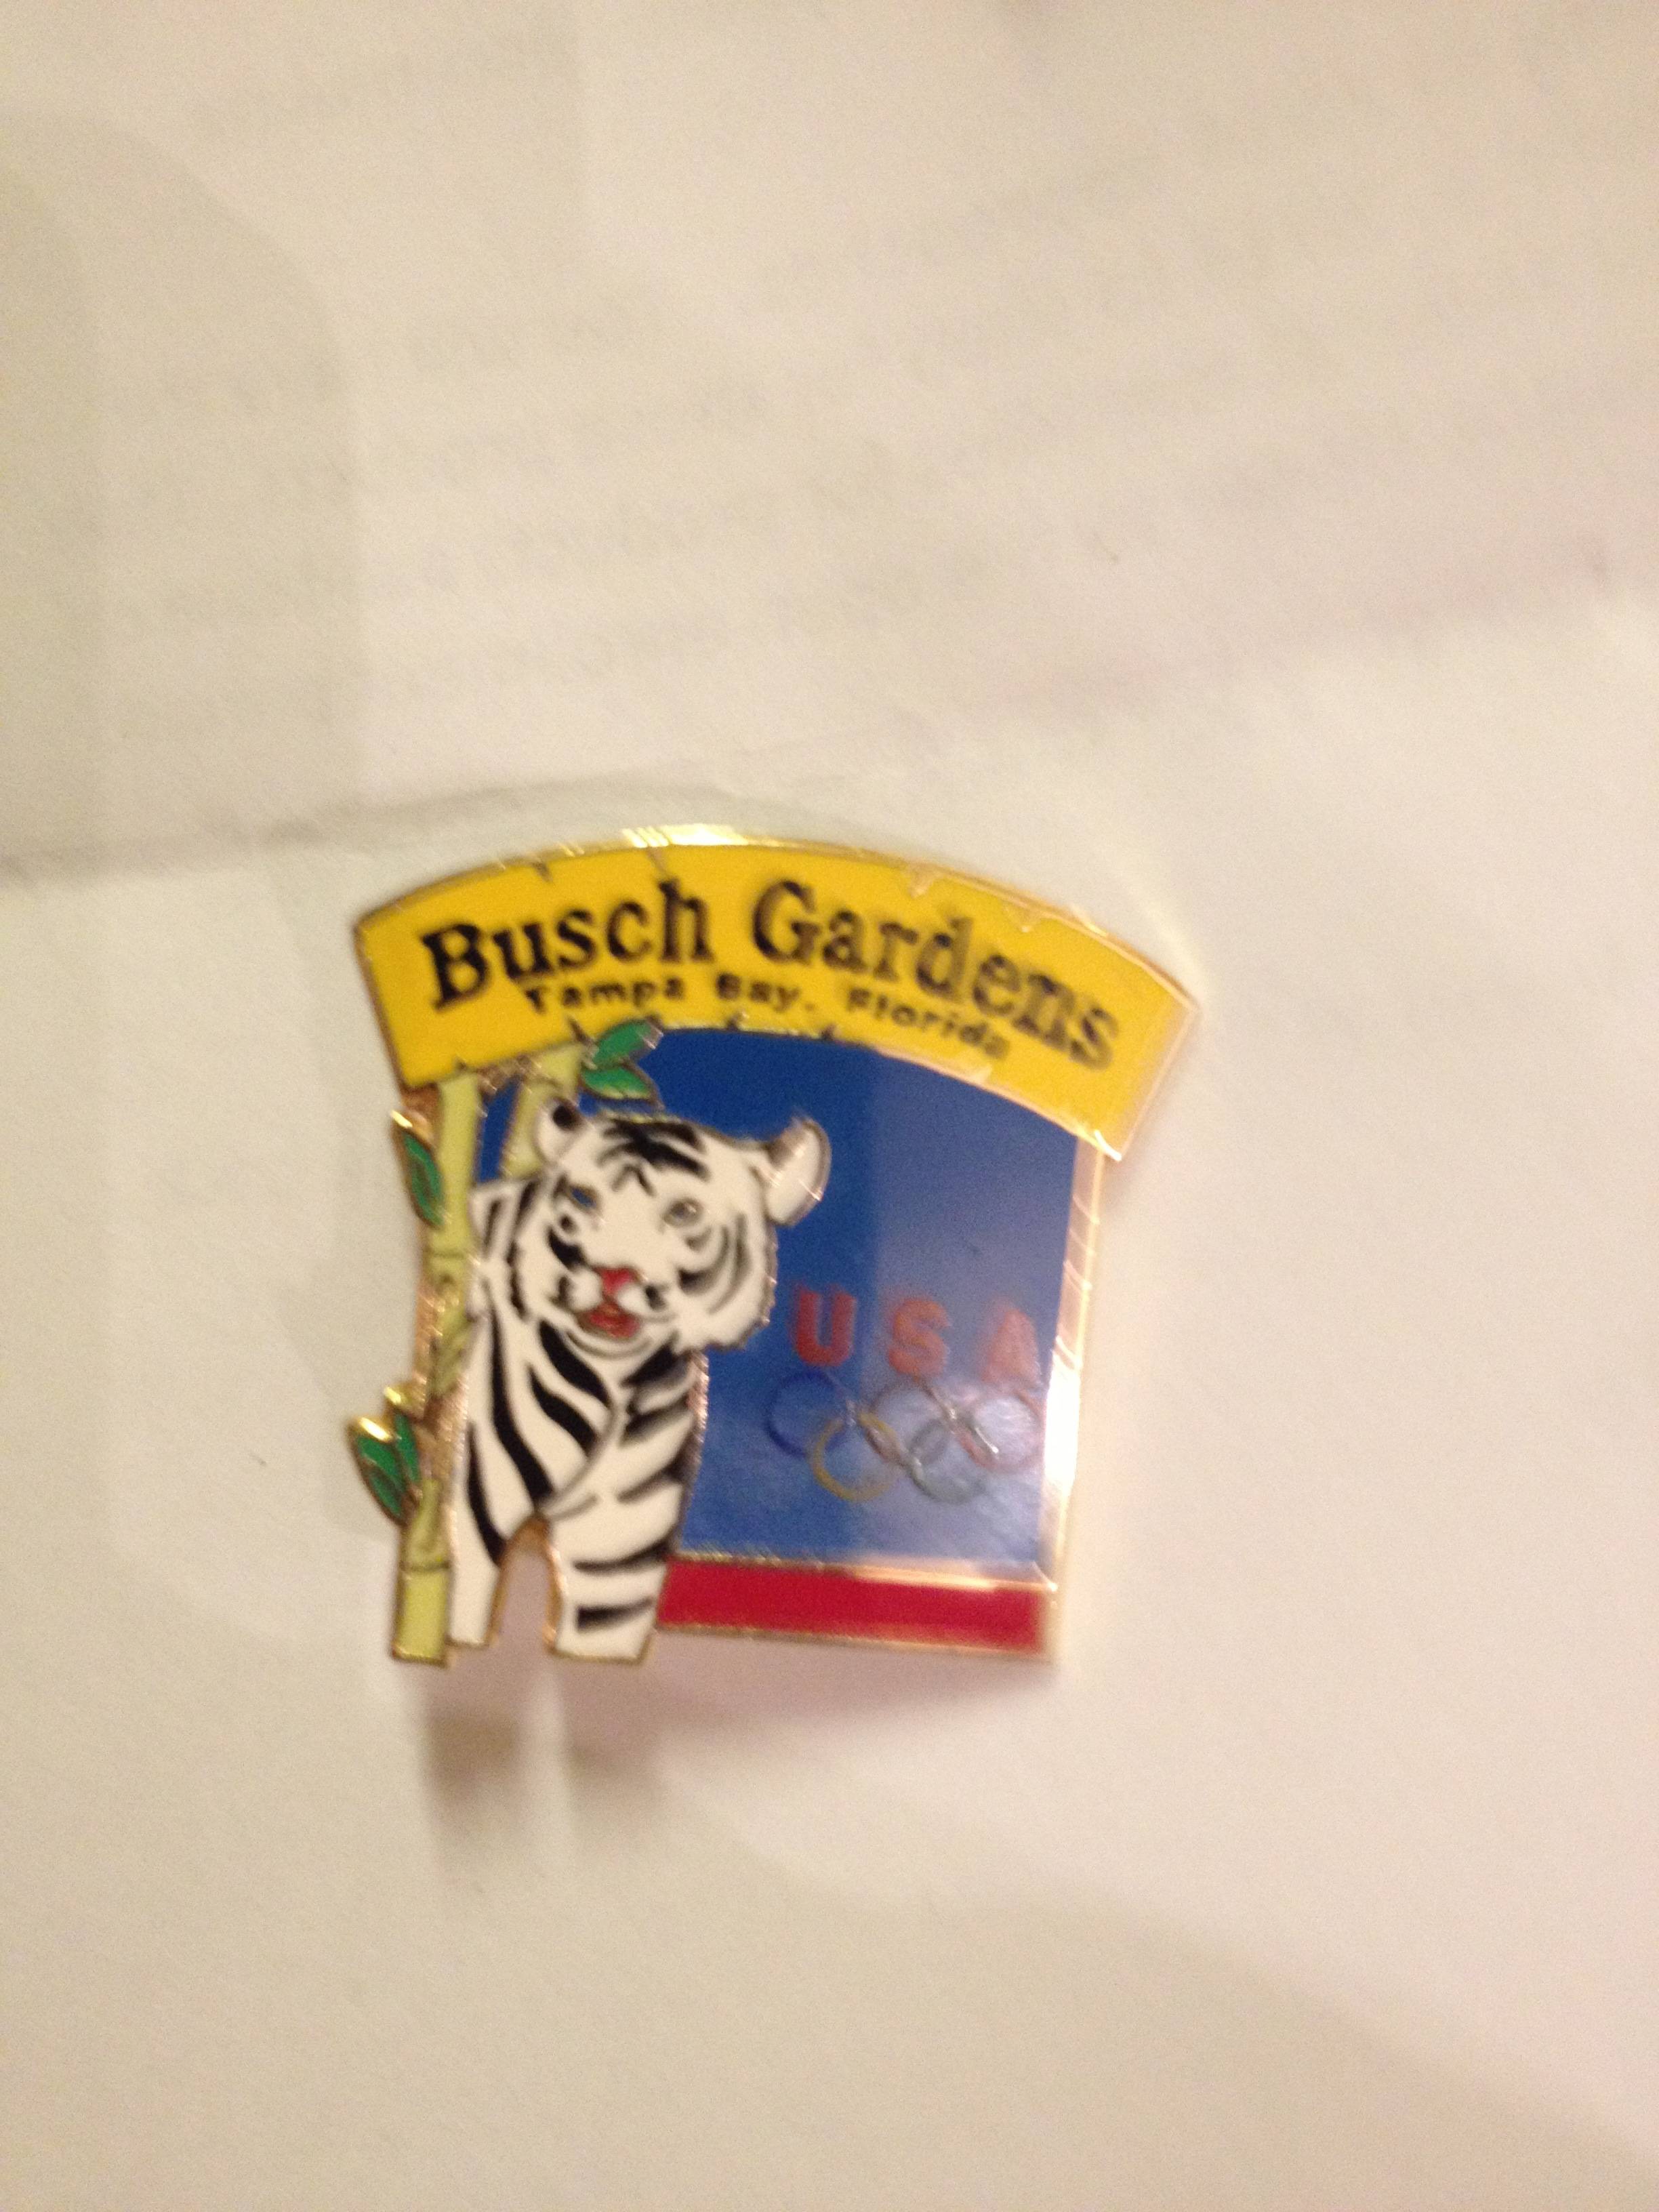 Busch Gardens
Tampa Bay, Florida
USA